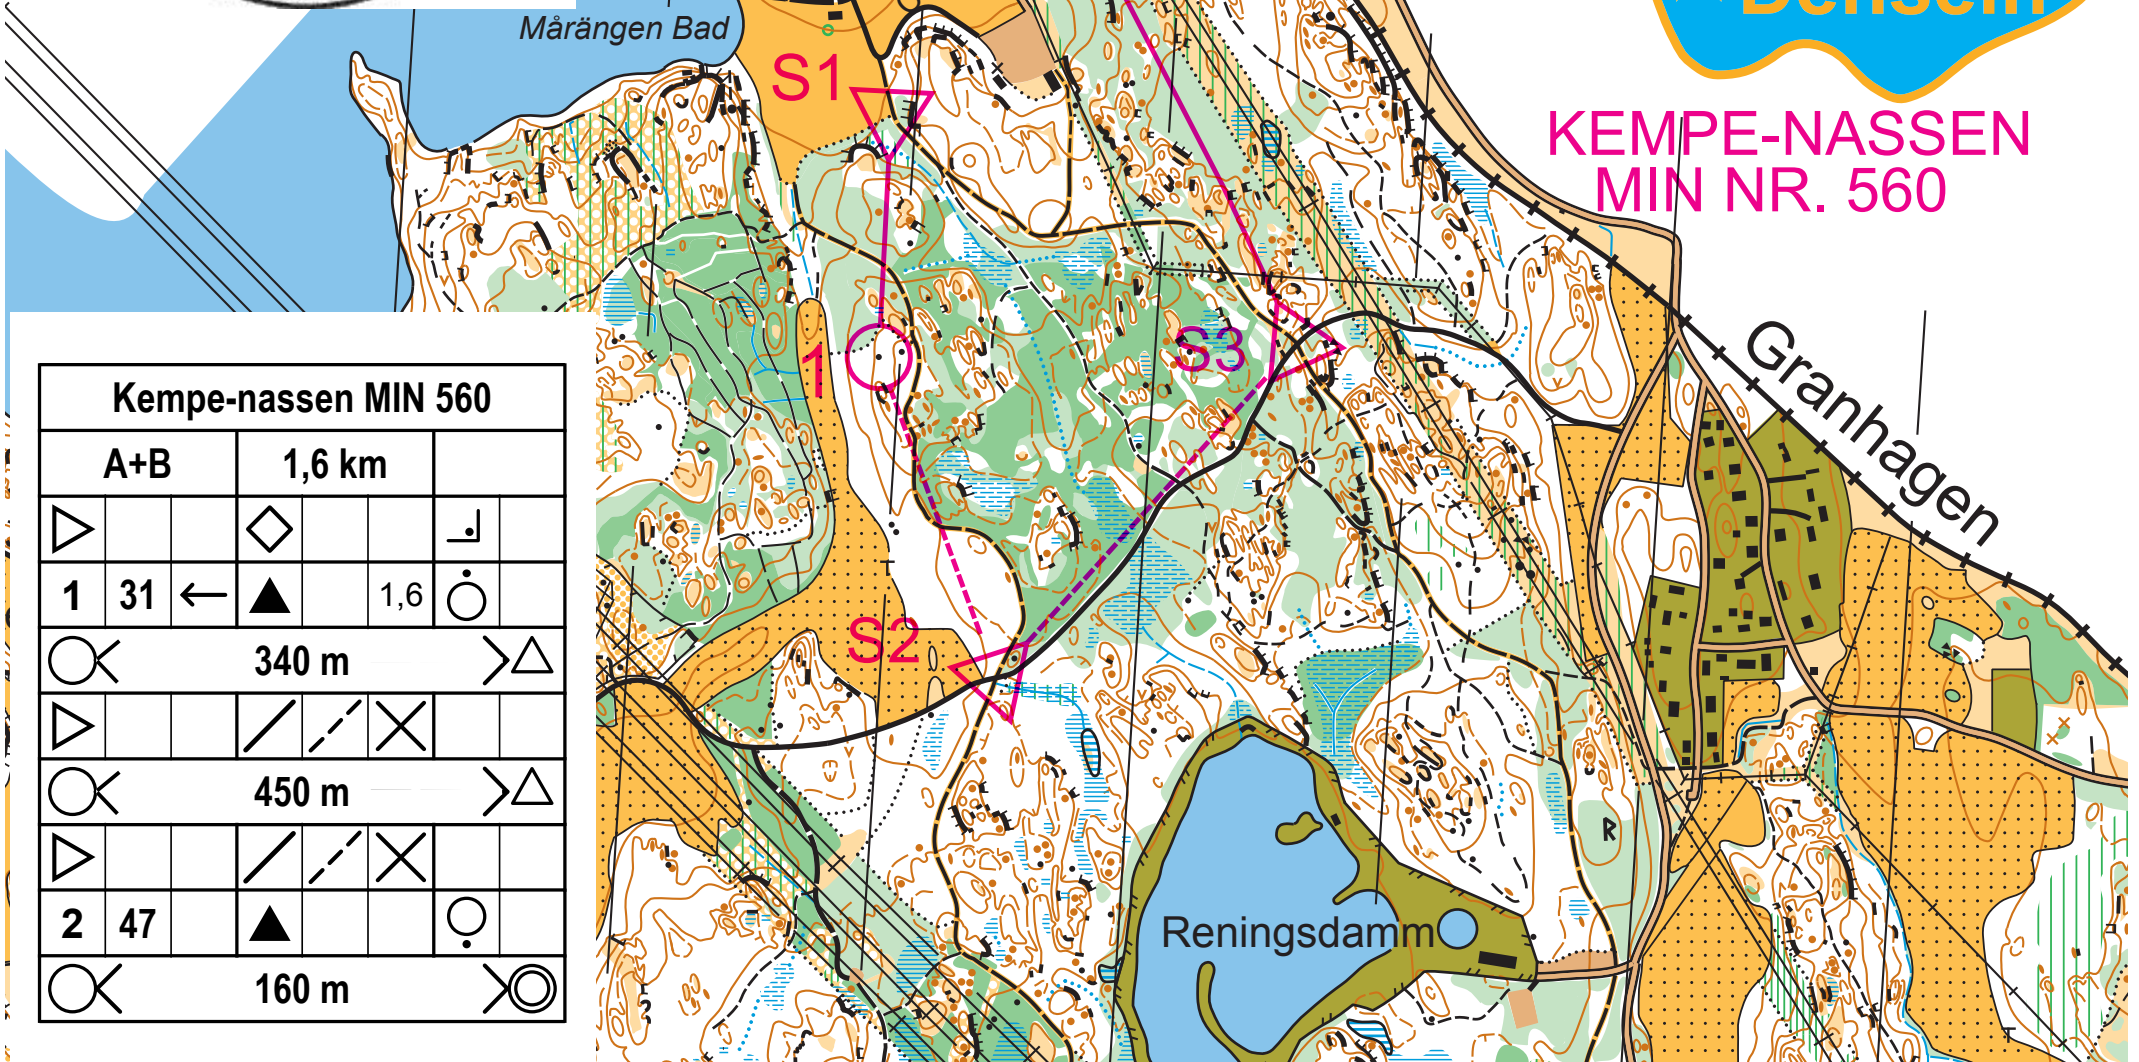 Mårängen Bad
S1
KEMPE-NASSEN
MIN NR. 560
Granhagen
S3
1
S2
Reningsdamm
Kempe-nassen MIN 560
A+B 1,6 km
1 31 1,6
340 m
450 m
2 47
160 m